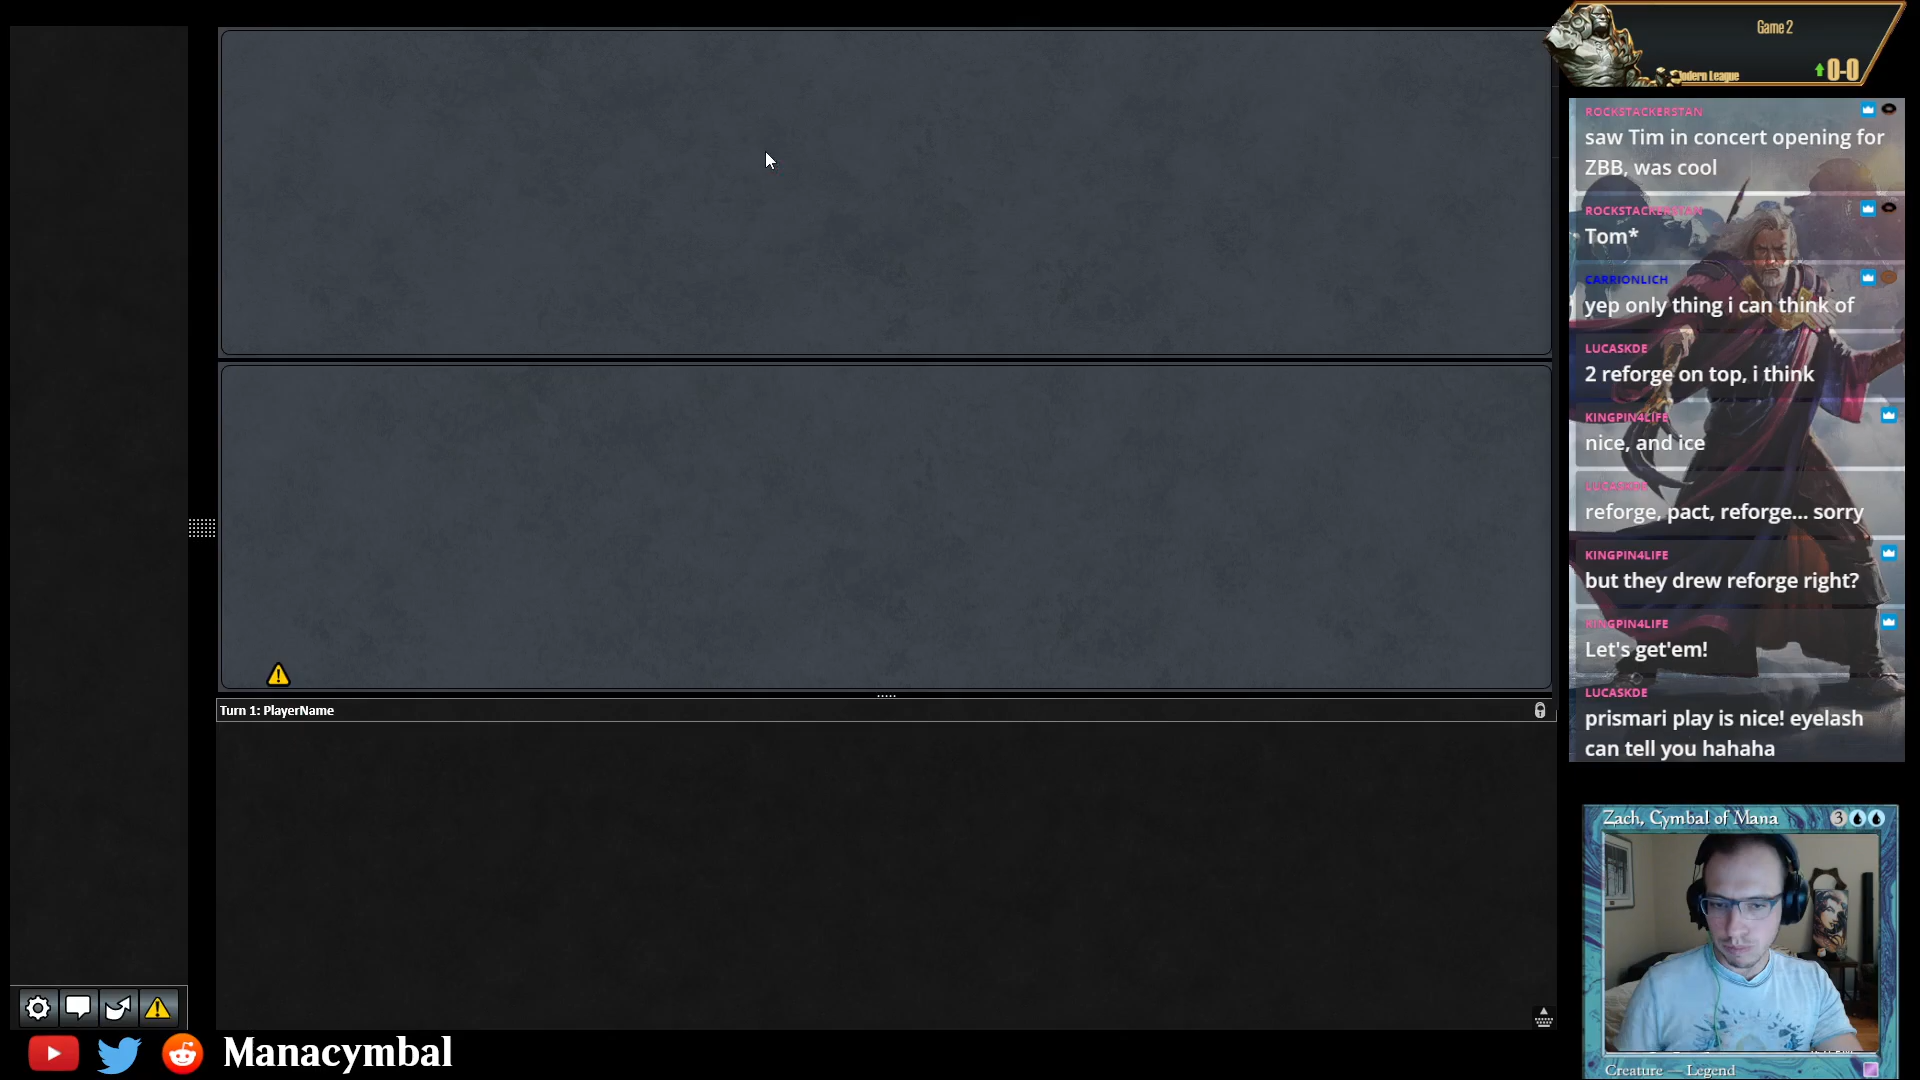 Game 2
Modern League
0-0
ROCKSTACKERSTAN
saw Tim in concert opening for
ZBB, was cool
ROCKSTACKERSTAN
Tom*
CARRIONLICH
yep only thing i can think of
LUCASKDE
2 reforge on top, i think
KINGPIN4LIFE
nice, and ice
LUCASKDE
reforge, pact, reforge... sorry
KINGPIN4LIFE
but they drew reforge right?
KINGPIN4LIFE
Let's get'em!
LUCASKDE
prismari play is nice! eyelash
can tell you hahaha
Turn 1: PlayerName
Zach, Cymbal of Mana 3
Creature — Legend
Manacymbal